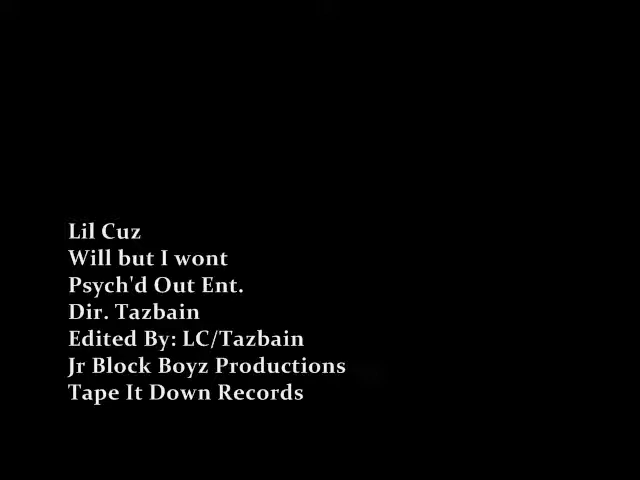 Lil Cuz
Will but I wont
Psych'd Out Ent.
Dir. Tazbain
Edited By: LC/Tazbain
Jr Block Boyz Productions
Tape It Down Records